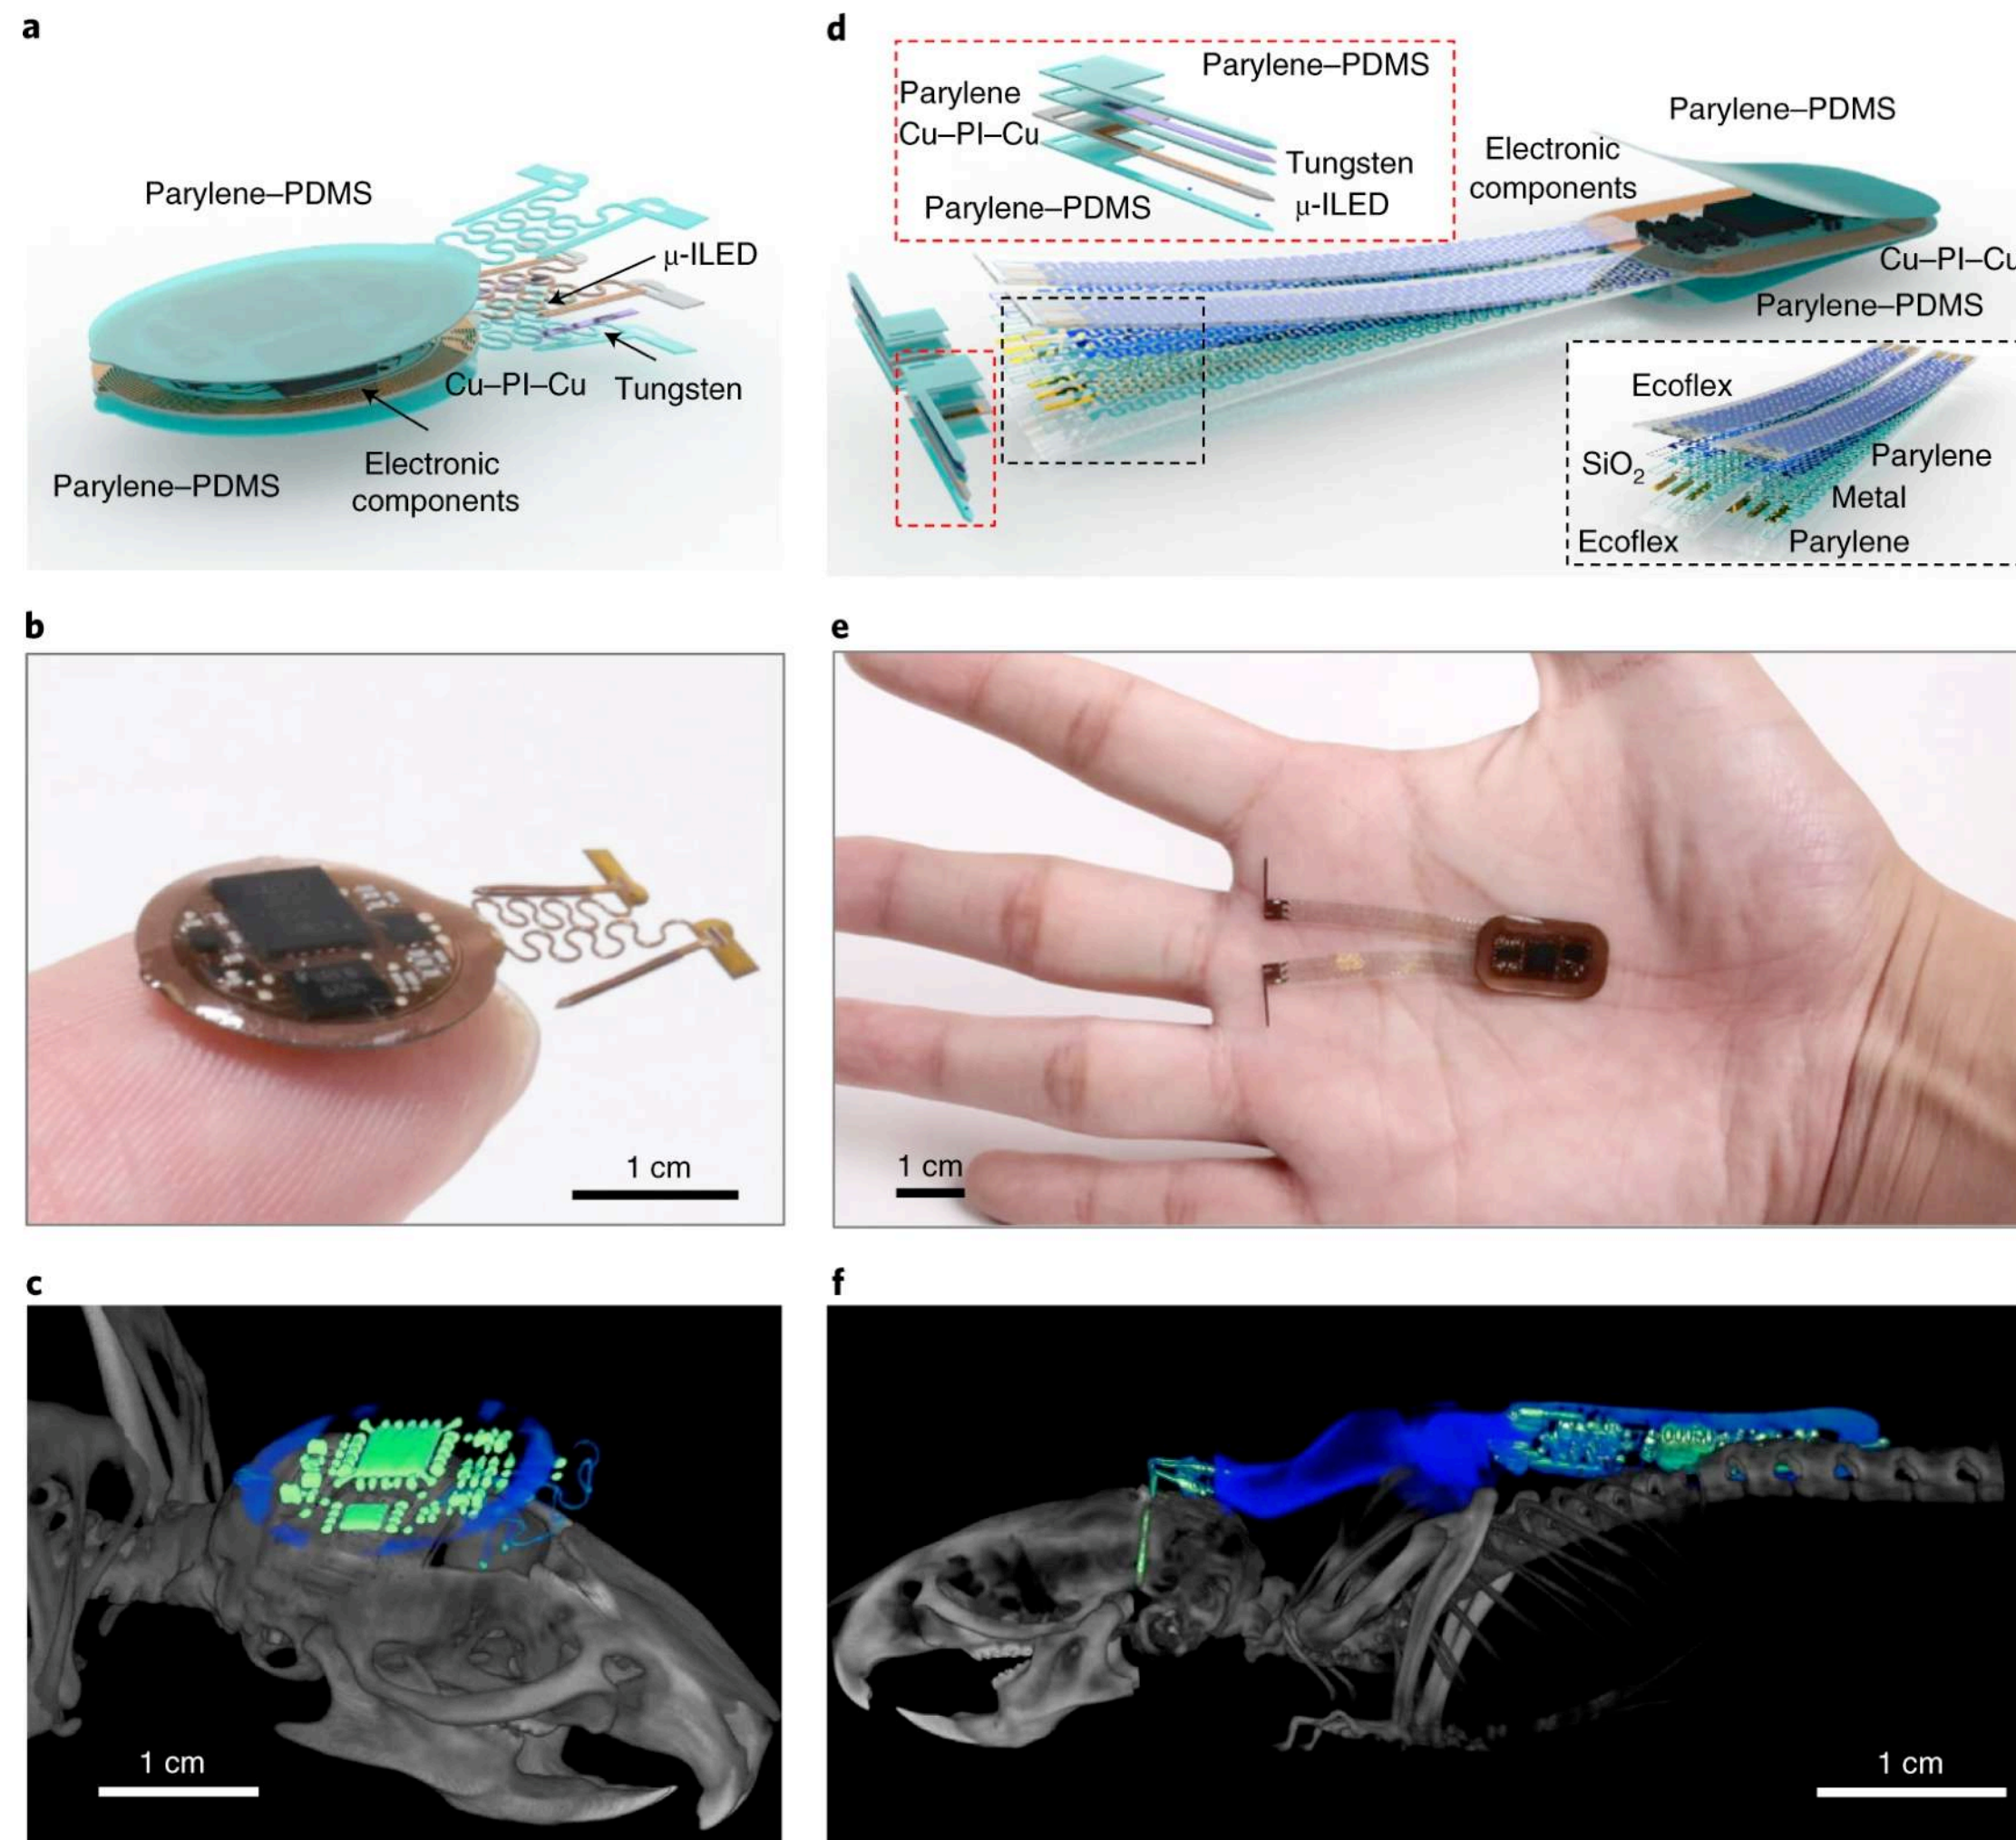 a
Parylene–PDMS
μ-ILED
Cu–PI–Cu
Tungsten
Electronic
components
Parylene–PDMS
d
Parylene–PDMS
Parylene
Cu–PI–Cu
Tungsten
Parylene–PDMS
μ-ILED
Parylene–PDMS
Electronic
components
Cu–PI–Cu
Parylene–PDMS
Ecoflex
SiO2
Parylene
Metal
Ecoflex
Parylene
b
1 cm
e
1 cm
c
1 cm
f
1 cm